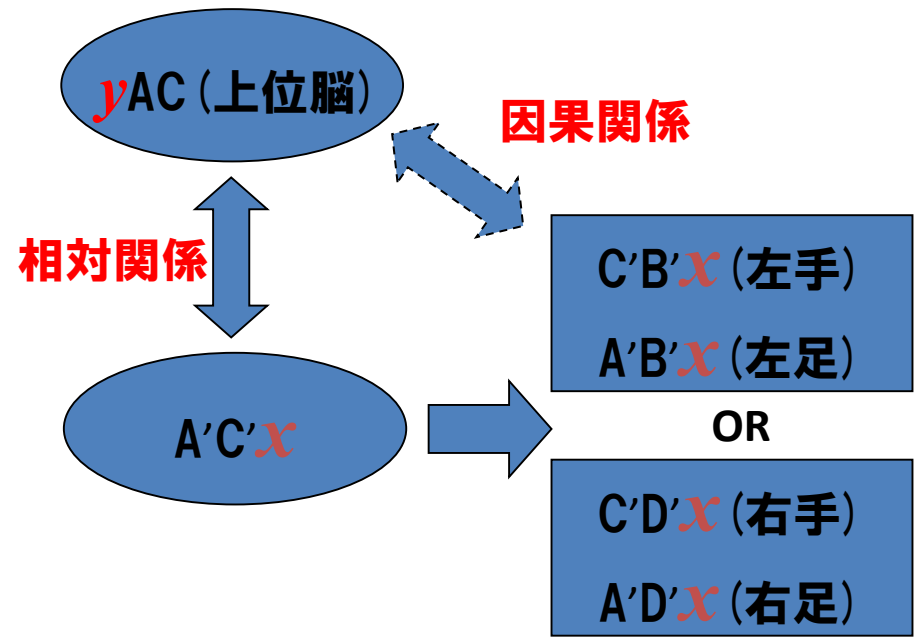 yAC（上位脳）
因果関係
相対関係
C’B’x（左手）
A’B’x（左足）
A’C’x
OR
C’D’x（右手）
A’D’x（右足）